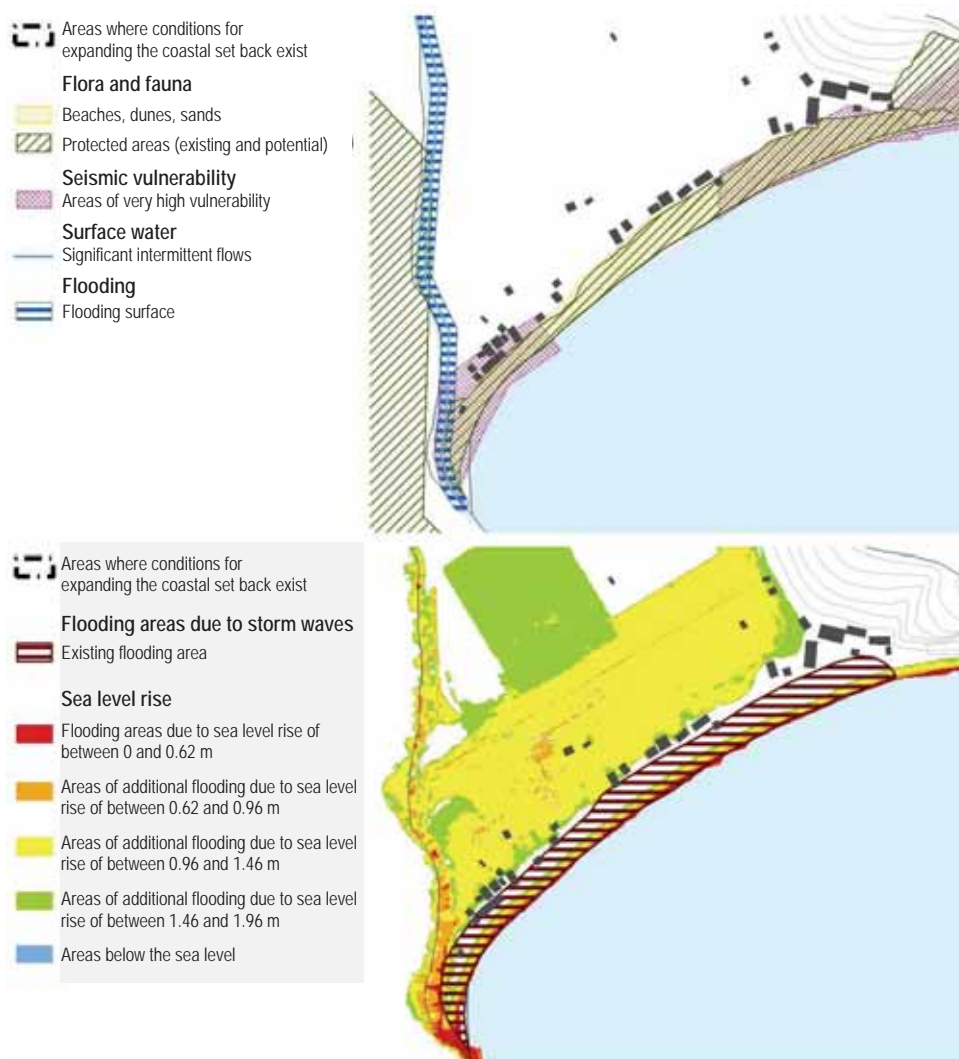 Areas where conditions for
expanding the coastal set back exist
Flora and fauna
Beaches, dunes, sands
Protected areas (existing and potential)
Seismic vulnerability
Areas of very high vulnerability
Surface water
Significant intermittent flows
Flooding
Flooding surface
Areas where conditions for
expanding the coastal set back exist
Flooding areas due to storm waves
Existing flooding area
Sea level rise
Flooding areas due to sea level rise of
between 0 and 0.62 m
Areas of additional flooding due to sea level
rise of between 0.62 and 0.96 m
Areas of additional flooding due to sea level
rise of between 0.96 and 1.46 m
Areas of additional flooding due to sea level
rise of between 1.46 and 1.96 m
Areas below the sea level